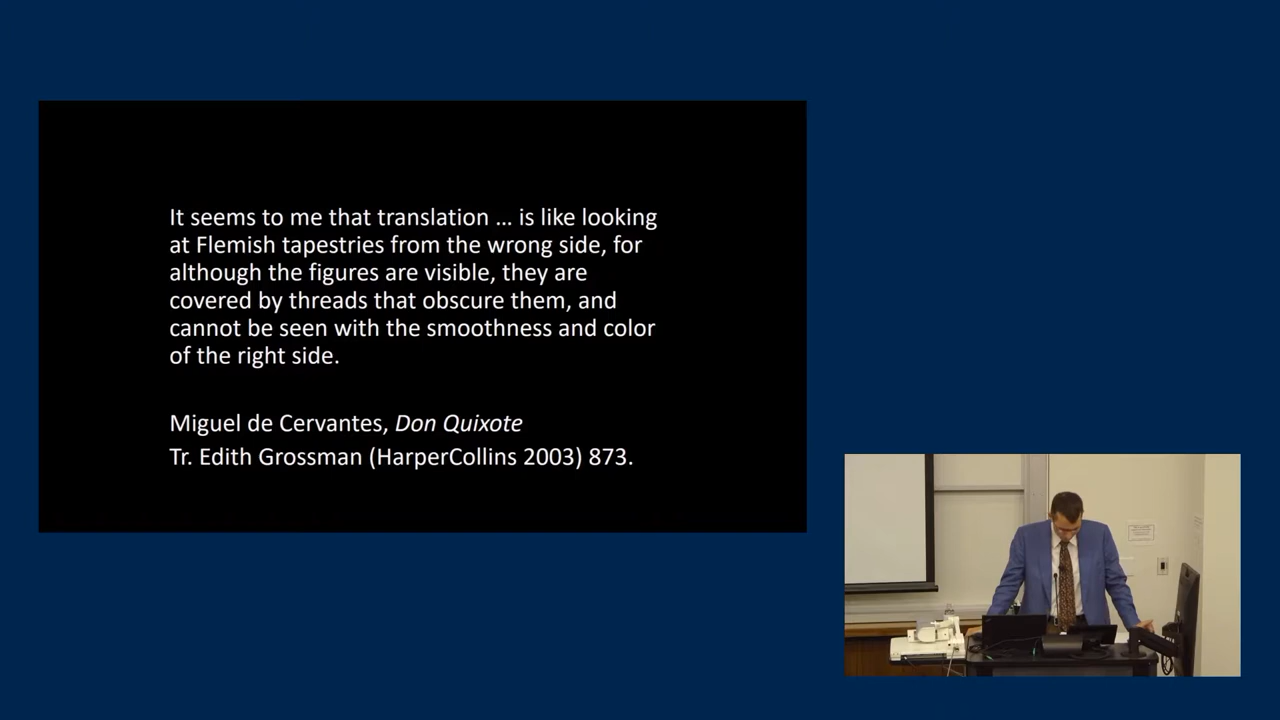 It seems to me that translation ... is like looking
at Flemish tapestries from the wrong side, for
although the figures are visible, they are
covered by threads that obscure them, and
cannot be seen with the smoothness and color
of the right side.
Miguel de Cervantes, Don Quixote
Tr. Edith Grossman (HarperCollins 2003) 873.